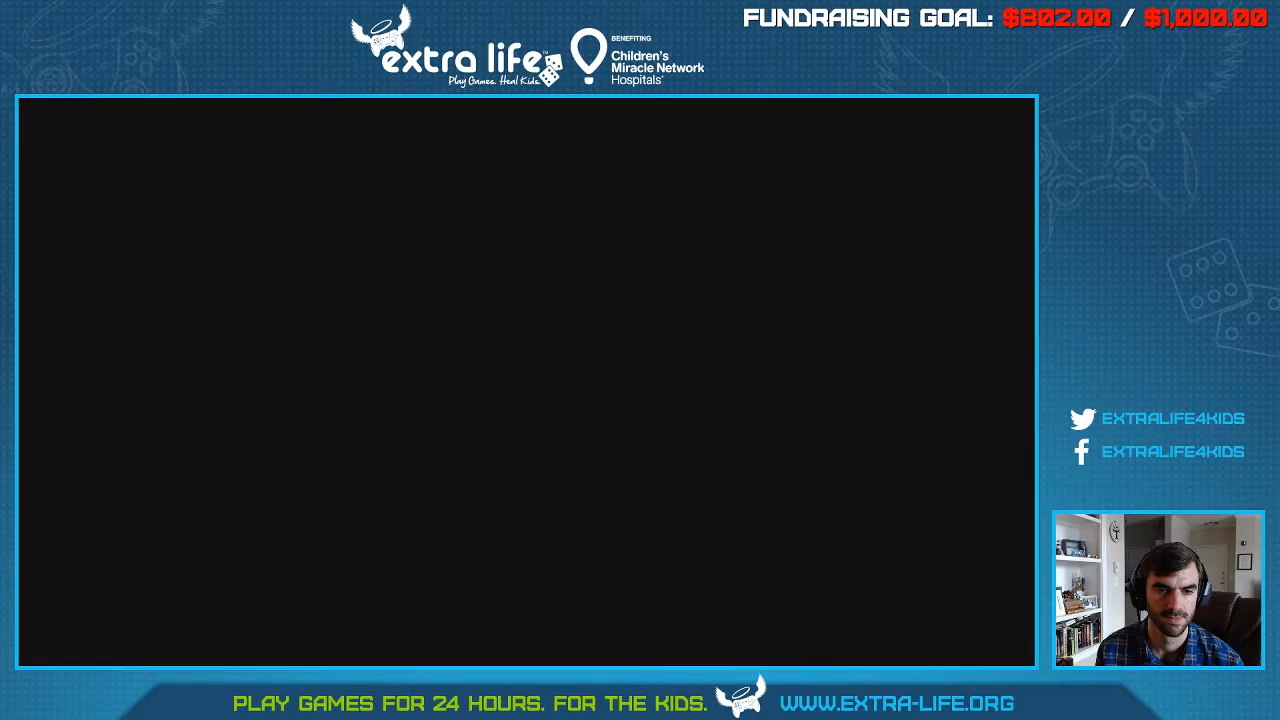 FUNDRAISING GOAL: $802.00 / $1,000.00
extra life™
Play Games. Heal Kids.
BENEFITING
Children's
Miracle Network
Hospitals®
EXTRALIFE4KIDS
EXTRALIFE4KIDS
PLAY GAMES FOR 24 HOURS. FOR THE KIDS.
WWW.EXTRA-LIFE.ORG